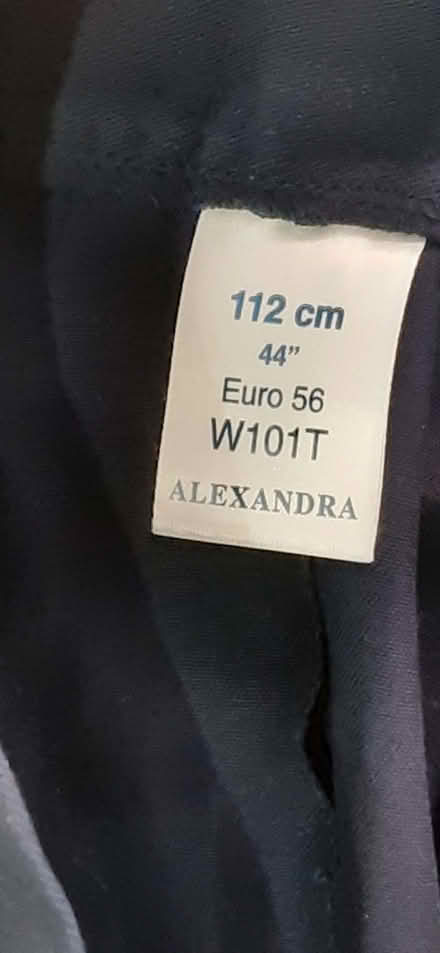 112 cm
44”
Euro 56
W101T
ALEXANDRA